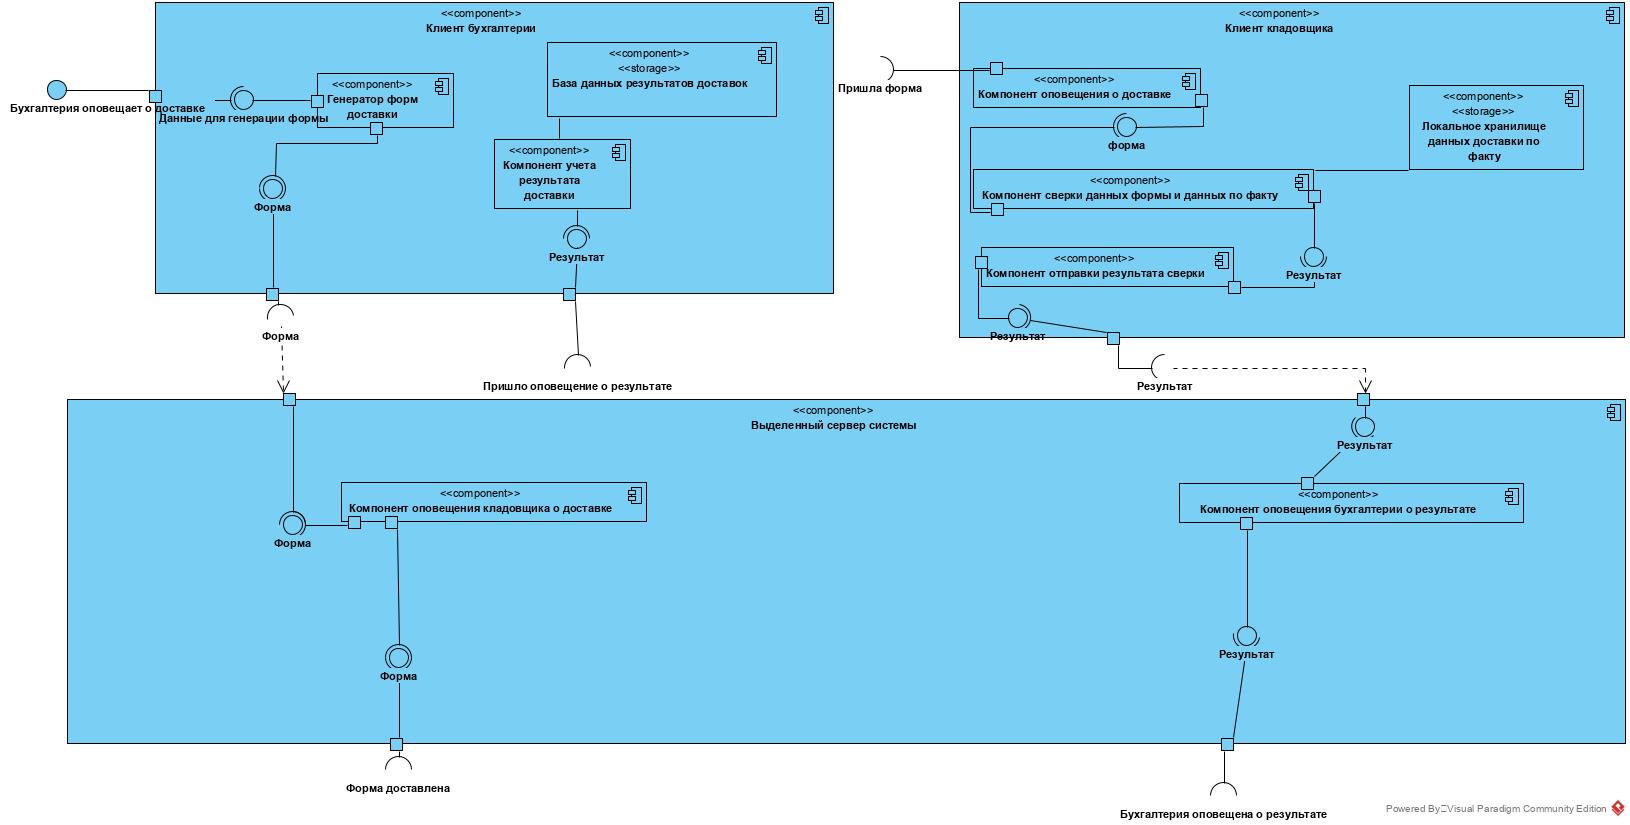 <<component>>
Клиент бухгалтерии
Бухгалтерия оповещает о доставке
Данные для генерации формы
<<component>>
Генератор форм
доставки
Форма
<<component>>
<<storage>>
База данных результатов доставок
<<component>>
Компонент учета
результата
доставки
Результат
Форма
Пришло оповещение о результате
<<component>>
Клиент кладовщика
Пришла форма
<<component>>
Компонент оповещения о доставке
форма
<<component>>
<<storage>>
Локальное хранилище
данных доставки по
факту
<<component>>
Компонент сверки данных формы и данных по факту
<<component>>
Компонент отправки результата сверки
Результат
Результат
Результат
<<component>>
Выделенный сервер системы
Результат
<<component>>
Компонент оповещения кладовщика о доставке
Форма
<<component>>
Компонент оповещения бухгалтерии о результате
Форма
Результат
Форма доставлена
Бухгалтерия оповещена о результате
Powered By Visual Paradigm Community Edition